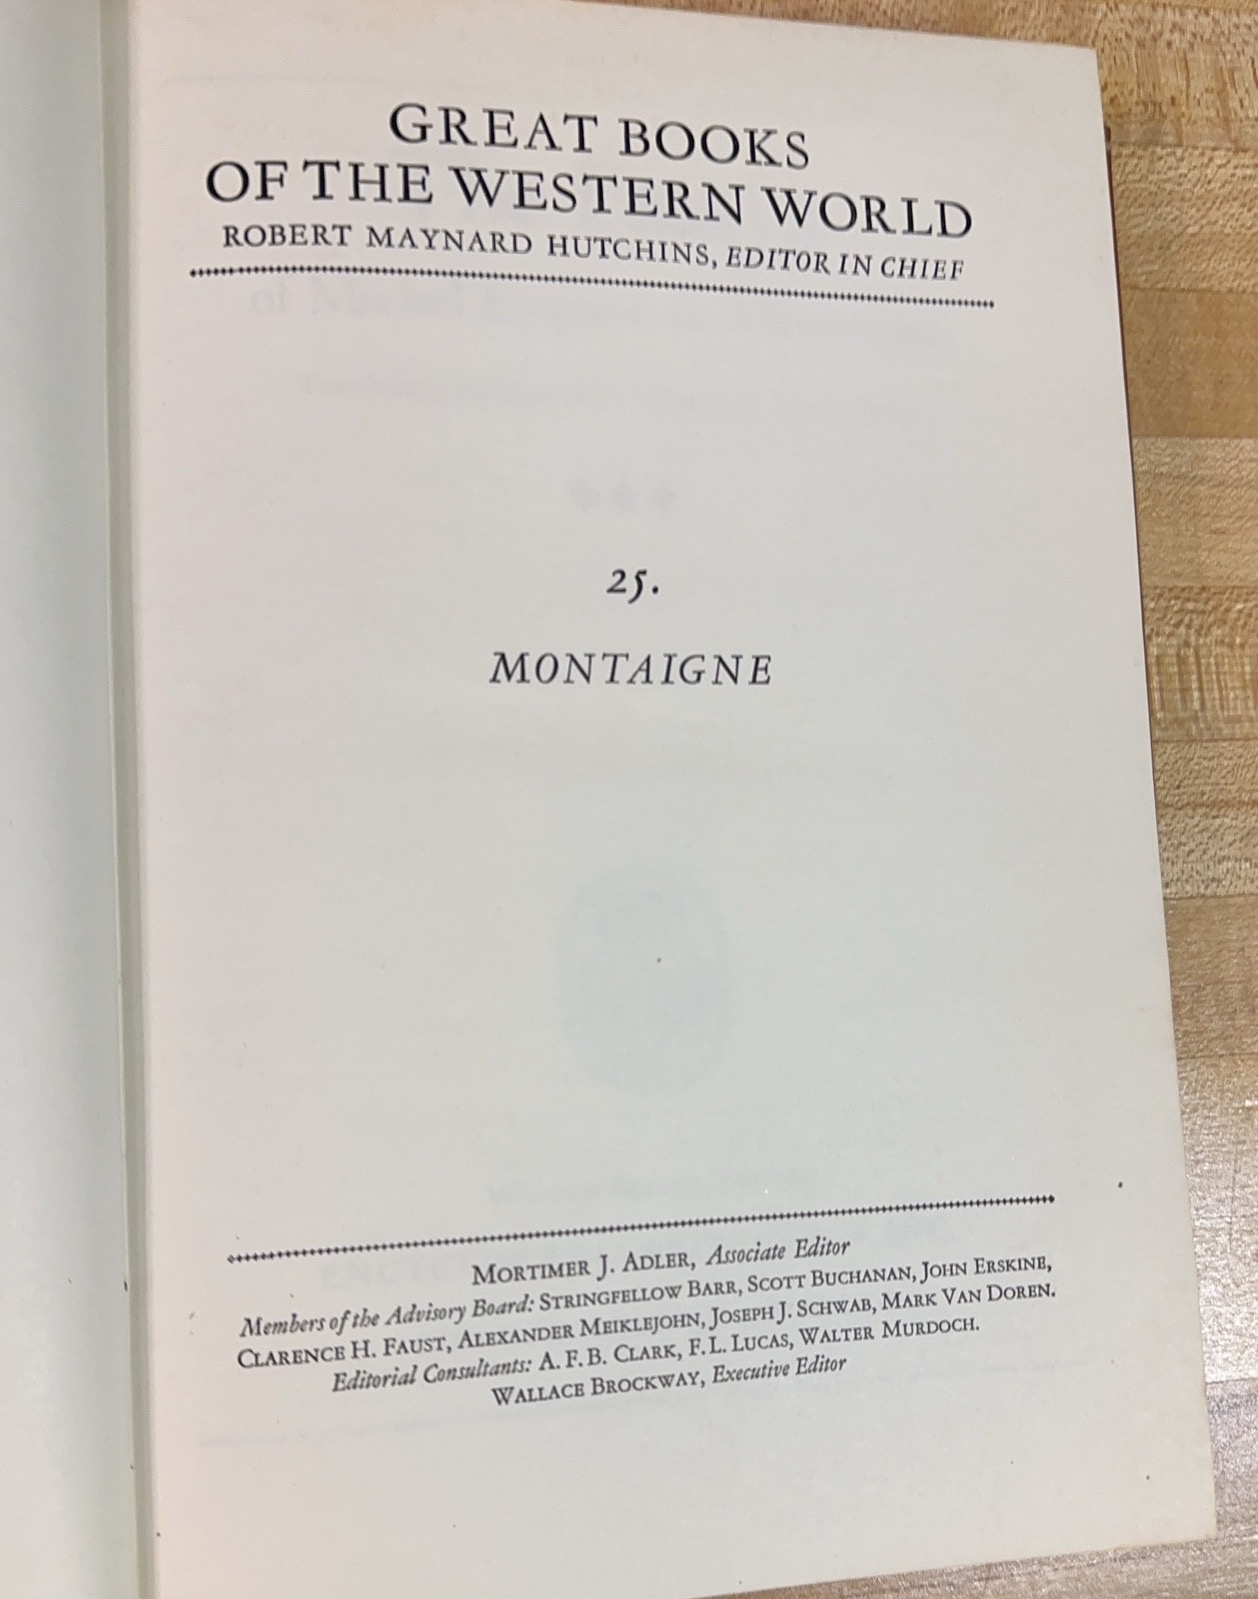 GREAT BOOKS
OF THE WESTERN WORLD
ROBERT MAYNARD HUTCHINS, EDITOR IN CHIEF
25.
MONTAIGNE
MORTIMER J. ADLER, Associate Editor
Members of the Advisory Board: STRINGFELLOW BARR, SCOTT BUCHANAN, JOHN ERSKINE,
CLARENCE H. FAUST, ALEXANDER MEIKLEJOHN, JOSEPH J. SCHWAB, MARK VAN DOREN.
Editorial Consultants: A. F. B. CLARK, F. L. LUCAS, WALTER MURDOCH.
WALLACE BROCKWAY, Executive Editor